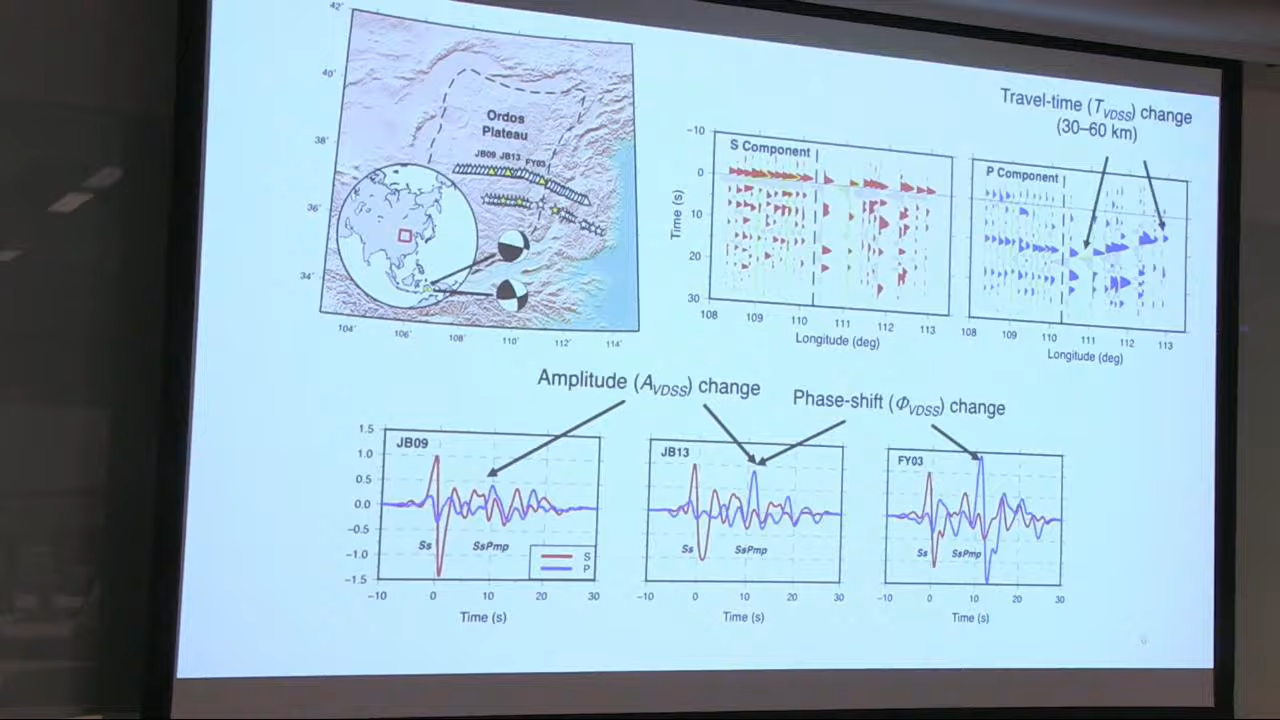 42°
40°
38°
36°
34°
104°
106°
108°
110°
112°
114°
Ordos
Plateau
JB09 JB13 FY03
Travel-time (T_VDSS) change
(30–60 km)
S Component
P Component
−10
0
10
20
30
Time (s)
108 109 110 111 112 113
Longitude (deg)
108 109 110 111 112 113
Longitude (deg)
Amplitude (A_VDSS) change
Phase-shift (Φ_VDSS) change
JB09
1.5
1.0
0.5
0.0
−0.5
−1.0
−1.5
Ss
SsPmp
S
P
−10 0 10 20 30
Time (s)
JB13
Ss
SsPmp
−10 0 10 20 30
Time (s)
FY03
Ss
SsPmp
−10 0 10 20 30
Time (s)